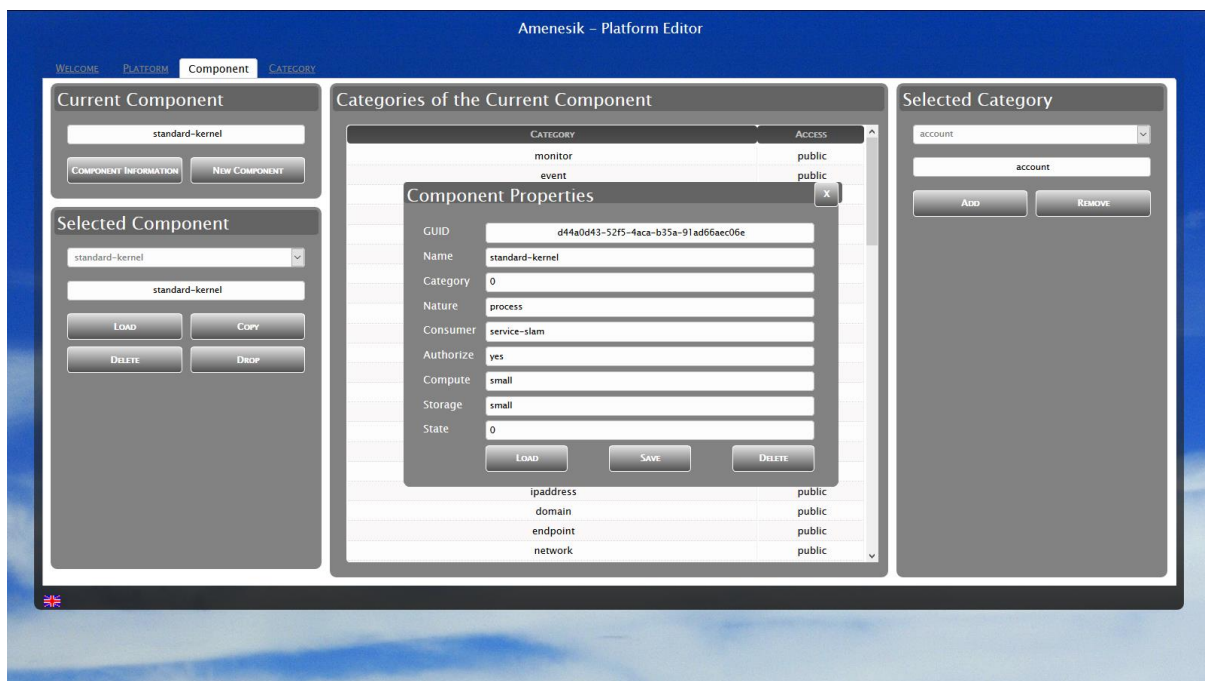 Amenesik – Platform Editor
Welcome Platform Component Category
Current Component
standard-kernel
Component Information New Component
Selected Component
standard-kernel
standard-kernel
Load Copy
Delete Drop
Categories of the Current Component
Category Access
monitor public
event public
Component Properties X
GUID d44a0d43-52f5-4aca-b35a-91ad66aec06e
Name standard-kernel
Category 0
Nature process
Consumer service-slam
Authorize yes
Compute small
Storage small
State 0
Load Save Delete
ipaddress public
domain public
endpoint public
network public
Selected Category
account
account
Add Remove